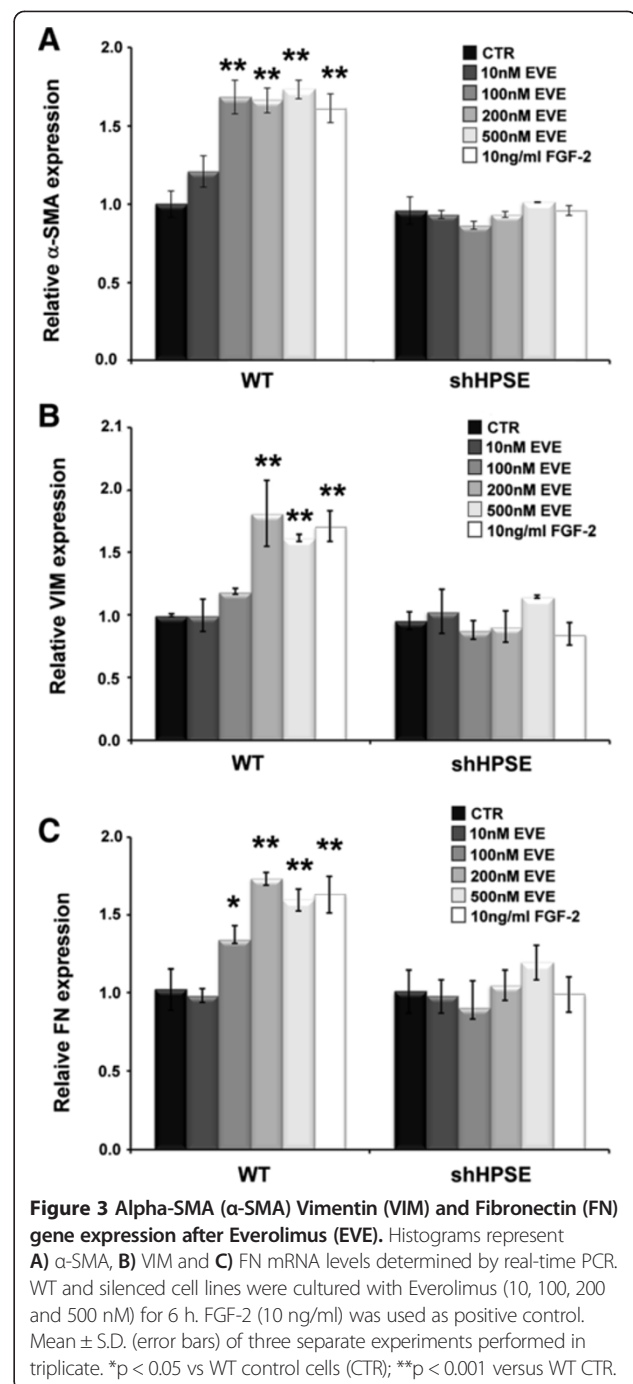 A
2.0
1.5
1.0
0.5
0.0
Relative α-SMA expression
** ** ** **
CTR
10nM EVE
100nM EVE
200nM EVE
500nM EVE
10ng/ml FGF-2
WT shHPSE
B
2.1
2.0
1.5
1.0
0.5
0.0
Relative VIM expression
** ** **
CTR
10nM EVE
100nM EVE
200nM EVE
500nM EVE
10ng/ml FGF-2
WT shHPSE
C
2.0
1.5
1.0
0.5
0.0
Relaive FN expression
* ** ** **
CTR
10nM EVE
100nM EVE
200nM EVE
500nM EVE
10ng/ml FGF-2
WT shHPSE
Figure 3 Alpha-SMA (α-SMA) Vimentin (VIM) and Fibronectin (FN)
gene expression after Everolimus (EVE). Histograms represent
A) α-SMA, B) VIM and C) FN mRNA levels determined by real-time PCR.
WT and silenced cell lines were cultured with Everolimus (10, 100, 200
and 500 nM) for 6 h. FGF-2 (10 ng/ml) was used as positive control.
Mean ± S.D. (error bars) of three separate experiments performed in
triplicate. *p < 0.05 vs WT control cells (CTR); **p < 0.001 versus WT CTR.